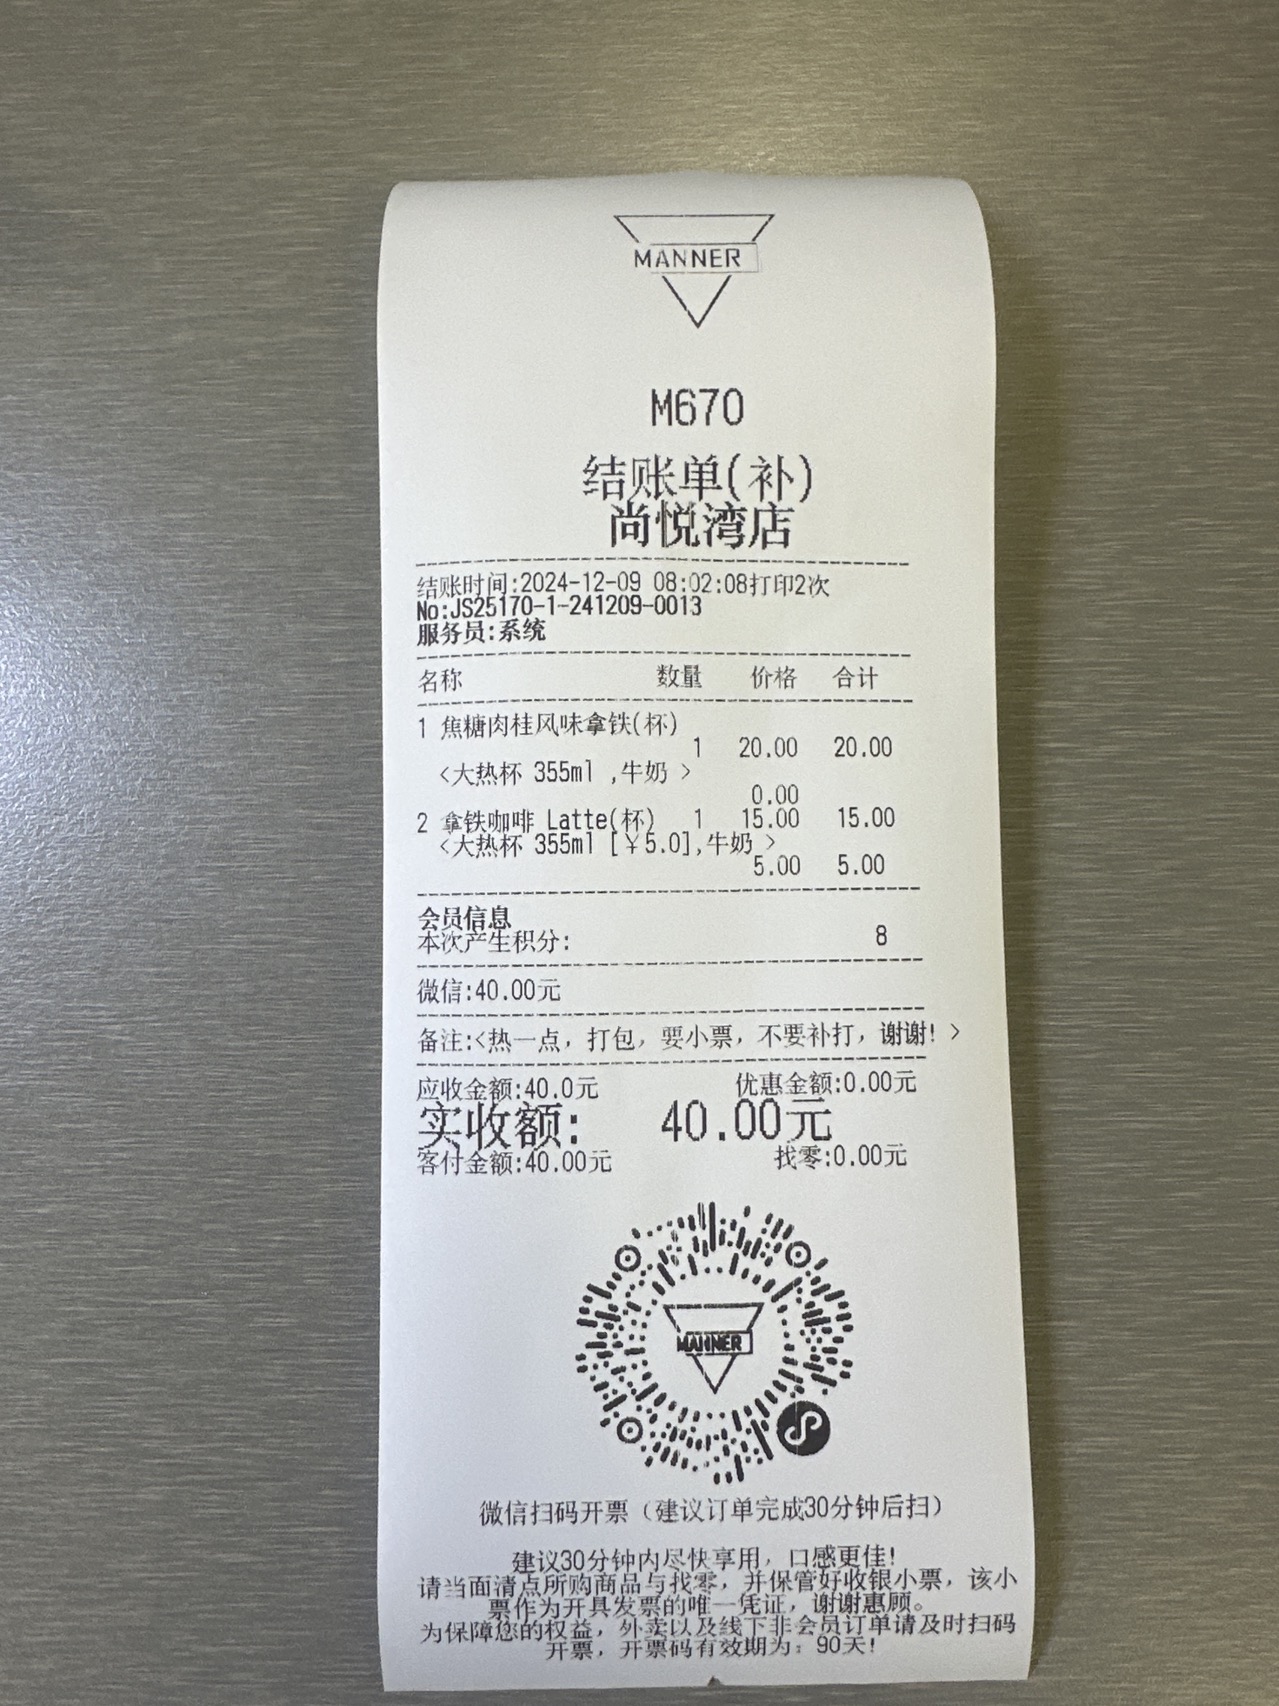 MANNER
M670
结账单(补)
尚悦湾店
结账时间:2024-12-09 08:02:08打印2次
No:JS25170-1-241209-0013
服务员:系统
名称 数量 价格 合计
1 焦糖肉桂风味拿铁(杯)
1 20.00 20.00
<大热杯 355ml ,牛奶 >
0.00
2 拿铁咖啡 Latte(杯) 1 15.00 15.00
<大热杯 355ml [￥5.0],牛奶 >
5.00 5.00
会员信息
本次产生积分: 8
微信:40.00元
备注:<热一点，打包，要小票，不要补打，谢谢! >
应收金额:40.0元 优惠金额:0.00元
实收额: 40.00元
客付金额:40.00元 找零:0.00元
MANNER
微信扫码开票（建议订单完成30分钟后扫）
建议30分钟内尽快享用，口感更佳!
请当面清点所购商品与找零，并保管好收银小票，该小
票作为开具发票的唯一凭证，谢谢惠顾。
为保障您的权益，外卖以及线下非会员订单请及时扫码
开票，开票码有效期为：90天!